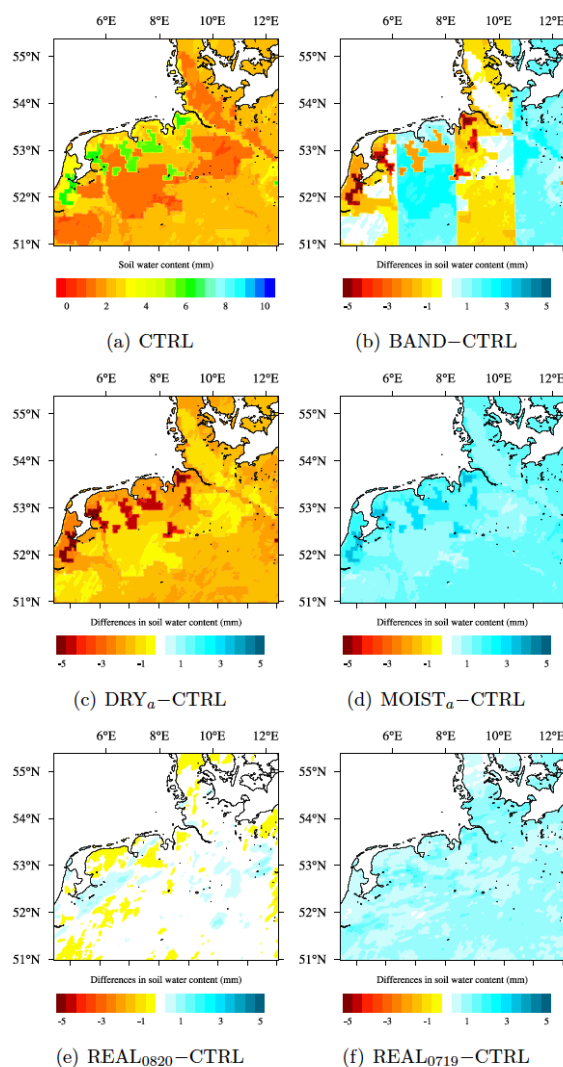 6°E 8°E 10°E 12°E 6°E 8°E 10°E 12°E
55°N 55°N
54°N 54°N
53°N 53°N
52°N 52°N
51°N 51°N
Soil water content (mm) Differences in soil water content (mm)
0 2 4 6 8 10 -5 -3 -1 1 3 5
(a) CTRL (b) BAND−CTRL
6°E 8°E 10°E 12°E 6°E 8°E 10°E 12°E
55°N 55°N
54°N 54°N
53°N 53°N
52°N 52°N
51°N 51°N
Differences in soil water content (mm) Differences in soil water content (mm)
-5 -3 -1 1 3 5 -5 -3 -1 1 3 5
(c) DRYₐ−CTRL (d) MOISTₐ−CTRL
6°E 8°E 10°E 12°E 6°E 8°E 10°E 12°E
55°N 55°N
54°N 54°N
53°N 53°N
52°N 52°N
51°N 51°N
Differences in soil water content (mm) Differences in soil water content (mm)
-5 -3 -1 1 3 5 -5 -3 -1 1 3 5
(e) REAL₀₈₂₀−CTRL (f) REAL₀₇₁₉−CTRL